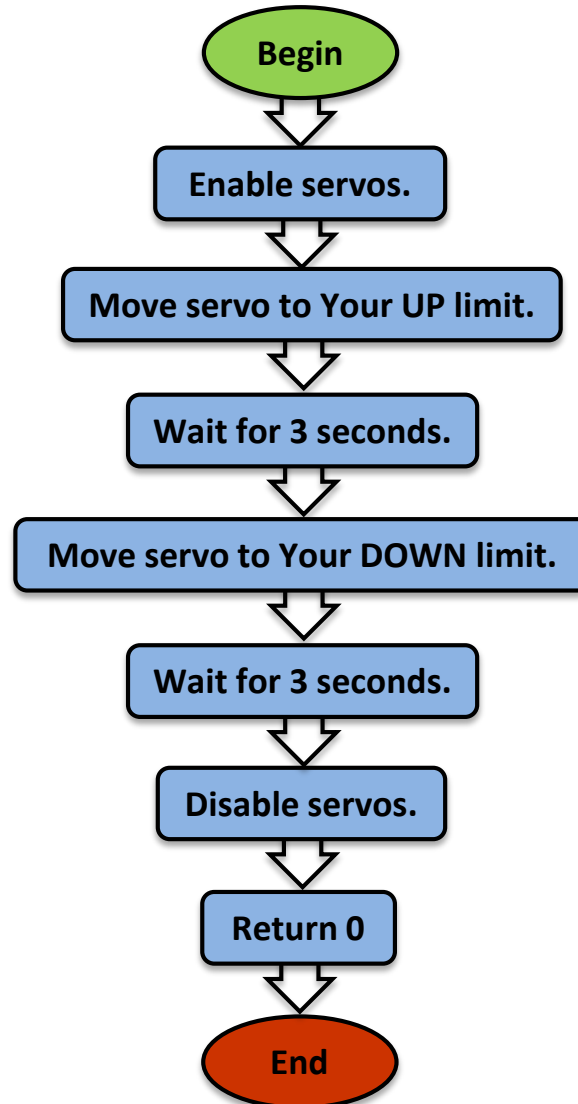 Begin
Enable servos.
Move servo to Your UP limit.
Wait for 3 seconds.
Move servo to Your DOWN limit.
Wait for 3 seconds.
Disable servos.
Return 0
End